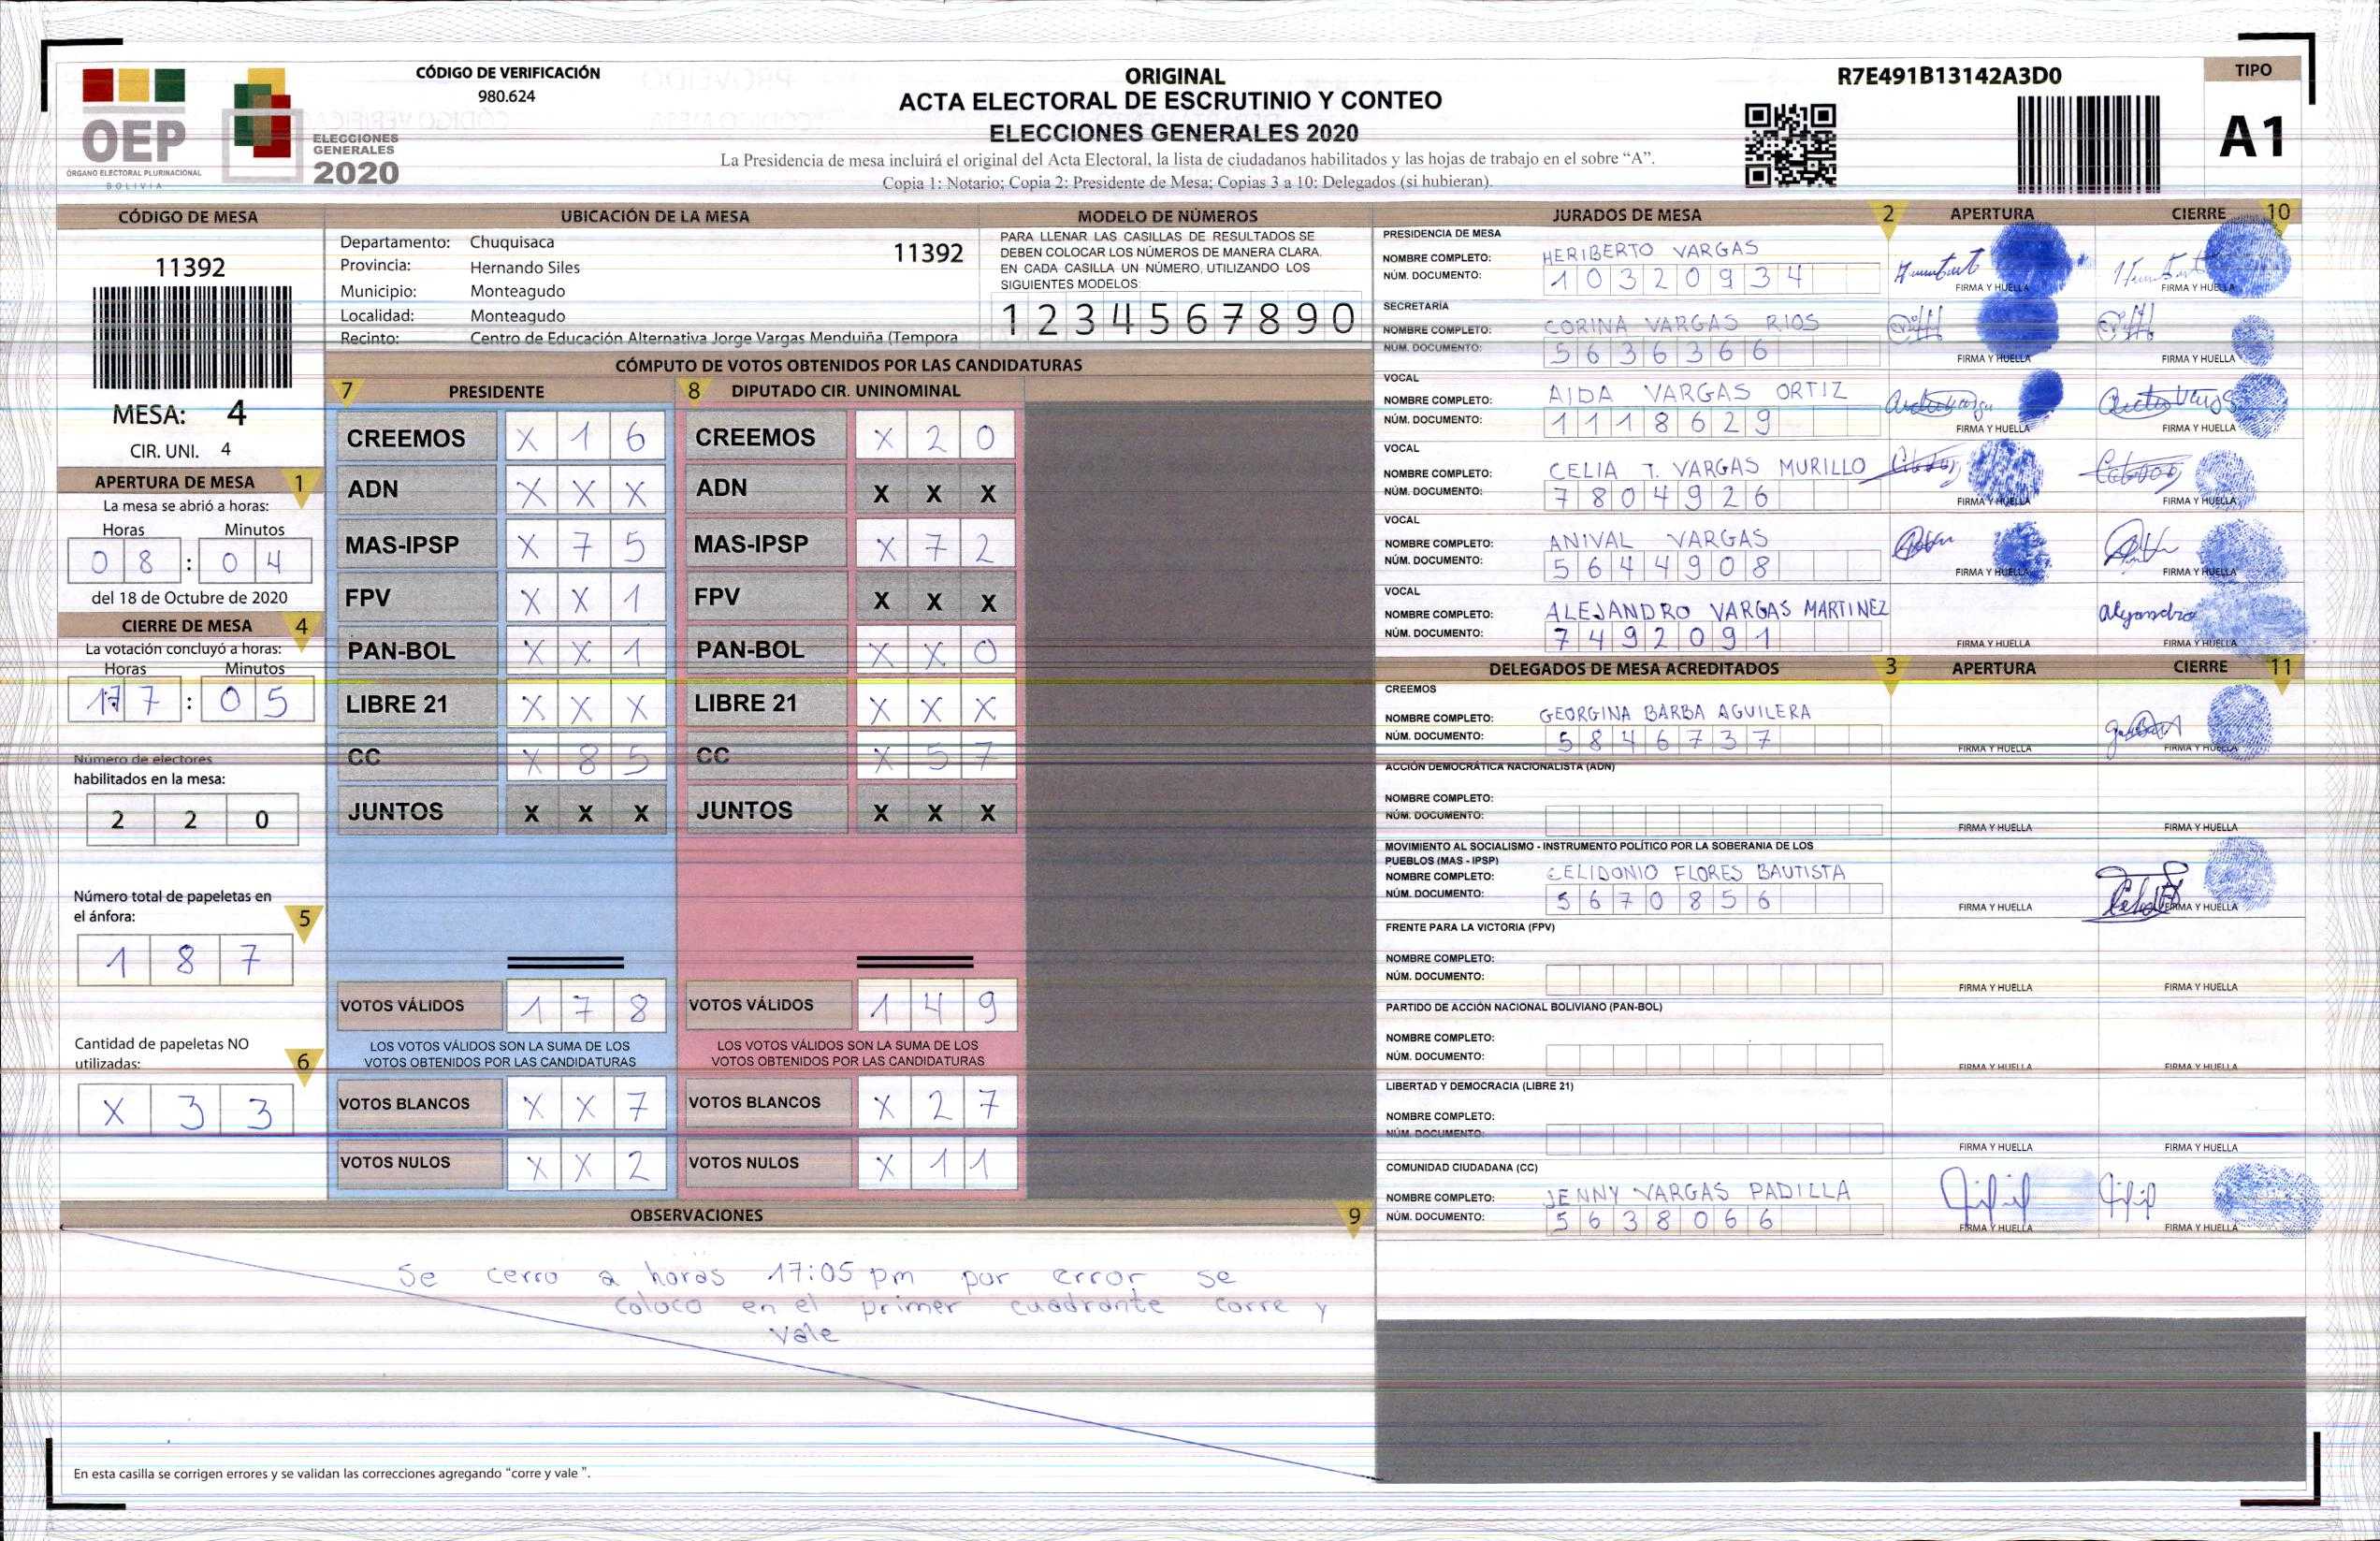 CÓDIGO DE VERIFICACIÓN
980.624
OEP
ÓRGANO ELECTORAL PLURINACIONAL
BOLIVIA
ELECCIONES
GENERALES
2020
ORIGINAL
ACTA ELECTORAL DE ESCRUTINIO Y CONTEO
ELECCIONES GENERALES 2020
La Presidencia de mesa incluirá el original del Acta Electoral, la lista de ciudadanos habilitados y las hojas de trabajo en el sobre “A”.
Copia 1: Notario; Copia 2: Presidente de Mesa; Copias 3 a 10: Delegados (si hubieran).
R7E491B13142A3D0
TIPO
A1
CÓDIGO DE MESA
11392
MESA: 4
CIR. UNI. 4
APERTURA DE MESA 1
La mesa se abrió a horas:
Horas Minutos
0 8 : 0 4
del 18 de Octubre de 2020
CIERRE DE MESA 4
La votación concluyó a horas:
Horas Minutos
17 7 : 0 5
Número de electores
habilitados en la mesa:
2 2 0
Número total de papeletas en
el ánfora: 5
1 8 7
Cantidad de papeletas NO
utilizadas: 6
X 3 3
UBICACIÓN DE LA MESA
Departamento: Chuquisaca 11392
Provincia: Hernando Siles
Municipio: Monteagudo
Localidad: Monteagudo
Recinto: Centro de Educación Alternativa Jorge Vargas Menduiña (Tempora
MODELO DE NÚMEROS
PARA LLENAR LAS CASILLAS DE RESULTADOS SE
DEBEN COLOCAR LOS NÚMEROS DE MANERA CLARA.
EN CADA CASILLA UN NÚMERO, UTILIZANDO LOS
SIGUIENTES MODELOS:
1 2 3 4 5 6 7 8 9 0
CÓMPUTO DE VOTOS OBTENIDOS POR LAS CANDIDATURAS
7 PRESIDENTE
CREEMOS X 1 6
ADN X X X
MAS-IPSP X 7 5
FPV X X 1
PAN-BOL X X 1
LIBRE 21 X X X
CC X 8 5
JUNTOS X X X
VOTOS VÁLIDOS 1 7 8
LOS VOTOS VÁLIDOS SON LA SUMA DE LOS
VOTOS OBTENIDOS POR LAS CANDIDATURAS
VOTOS BLANCOS X X 7
VOTOS NULOS X X 2
8 DIPUTADO CIR. UNINOMINAL
CREEMOS X 2 0
ADN X X X
MAS-IPSP X 7 2
FPV X X X
PAN-BOL X X 0
LIBRE 21 X X X
CC X 5 7
JUNTOS X X X
VOTOS VÁLIDOS 1 4 9
LOS VOTOS VÁLIDOS SON LA SUMA DE LOS
VOTOS OBTENIDOS POR LAS CANDIDATURAS
VOTOS BLANCOS X 2 7
VOTOS NULOS X 1 1
OBSERVACIONES 9
Se cerro a horas 17:05 pm por error se
coloco en el primer cuadrante corre y
vale
En esta casilla se corrigen errores y se validan las correcciones agregando “corre y vale ”.
JURADOS DE MESA 2 APERTURA CIERRE 10
PRESIDENCIA DE MESA
NOMBRE COMPLETO: HERIBERTO VARGAS
NÚM. DOCUMENTO: 1 0 3 2 0 9 3 4
FIRMA Y HUELLA FIRMA Y HUELLA
SECRETARÍA
NOMBRE COMPLETO: CORINA VARGAS RIOS
NÚM. DOCUMENTO: 5 6 3 6 3 6 6
FIRMA Y HUELLA FIRMA Y HUELLA
VOCAL
NOMBRE COMPLETO: AIDA VARGAS ORTIZ
NÚM. DOCUMENTO: 1 1 1 8 6 2 9
FIRMA Y HUELLA FIRMA Y HUELLA
VOCAL
NOMBRE COMPLETO: CELIA T. VARGAS MURILLO
NÚM. DOCUMENTO: 7 8 0 4 9 2 6
FIRMA Y HUELLA FIRMA Y HUELLA
VOCAL
NOMBRE COMPLETO: ANIVAL VARGAS
NÚM. DOCUMENTO: 5 6 4 4 9 0 8
FIRMA Y HUELLA FIRMA Y HUELLA
VOCAL
NOMBRE COMPLETO: ALEJANDRO VARGAS MARTINEZ
NÚM. DOCUMENTO: 7 4 9 2 0 9 1
FIRMA Y HUELLA FIRMA Y HUELLA
DELEGADOS DE MESA ACREDITADOS 3 APERTURA CIERRE 11
CREEMOS
NOMBRE COMPLETO: GEORGINA BARBA AGUILERA
NÚM. DOCUMENTO: 5 8 4 6 7 3 7
FIRMA Y HUELLA FIRMA Y HUELLA
ACCIÓN DEMOCRÁTICA NACIONALISTA (ADN)
NOMBRE COMPLETO:
NÚM. DOCUMENTO:
FIRMA Y HUELLA FIRMA Y HUELLA
MOVIMIENTO AL SOCIALISMO - INSTRUMENTO POLÍTICO POR LA SOBERANIA DE LOS
PUEBLOS (MAS - IPSP)
NOMBRE COMPLETO: CELIDONIO FLORES BAUTISTA
NÚM. DOCUMENTO: 5 6 7 0 8 5 6
FIRMA Y HUELLA FIRMA Y HUELLA
FRENTE PARA LA VICTORIA (FPV)
NOMBRE COMPLETO:
NÚM. DOCUMENTO:
FIRMA Y HUELLA FIRMA Y HUELLA
PARTIDO DE ACCIÓN NACIONAL BOLIVIANO (PAN-BOL)
NOMBRE COMPLETO:
NÚM. DOCUMENTO:
FIRMA Y HUELLA FIRMA Y HUELLA
LIBERTAD Y DEMOCRACIA (LIBRE 21)
NOMBRE COMPLETO:
NÚM. DOCUMENTO:
FIRMA Y HUELLA FIRMA Y HUELLA
COMUNIDAD CIUDADANA (CC)
NOMBRE COMPLETO: JENNY VARGAS PADILLA
NÚM. DOCUMENTO: 5 6 3 8 0 6 6
FIRMA Y HUELLA FIRMA Y HUELLA